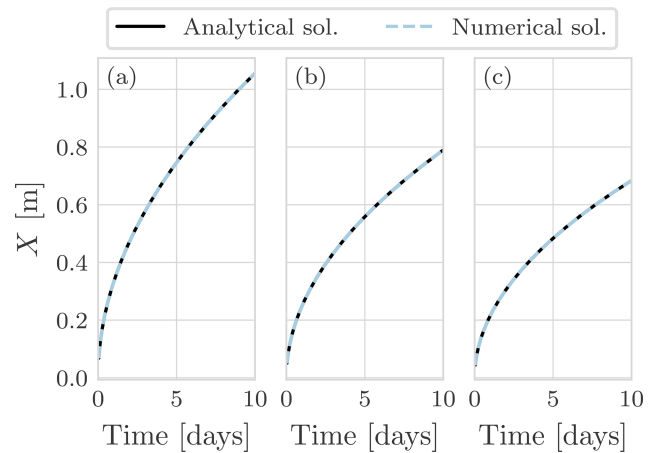 Analytical sol. Numerical sol.
(a) (b) (c)
1.0
0.8
0.6
0.4
0.2
0.0
X [m]
0 5 10 0 5 10 0 5 10
Time [days] Time [days] Time [days]